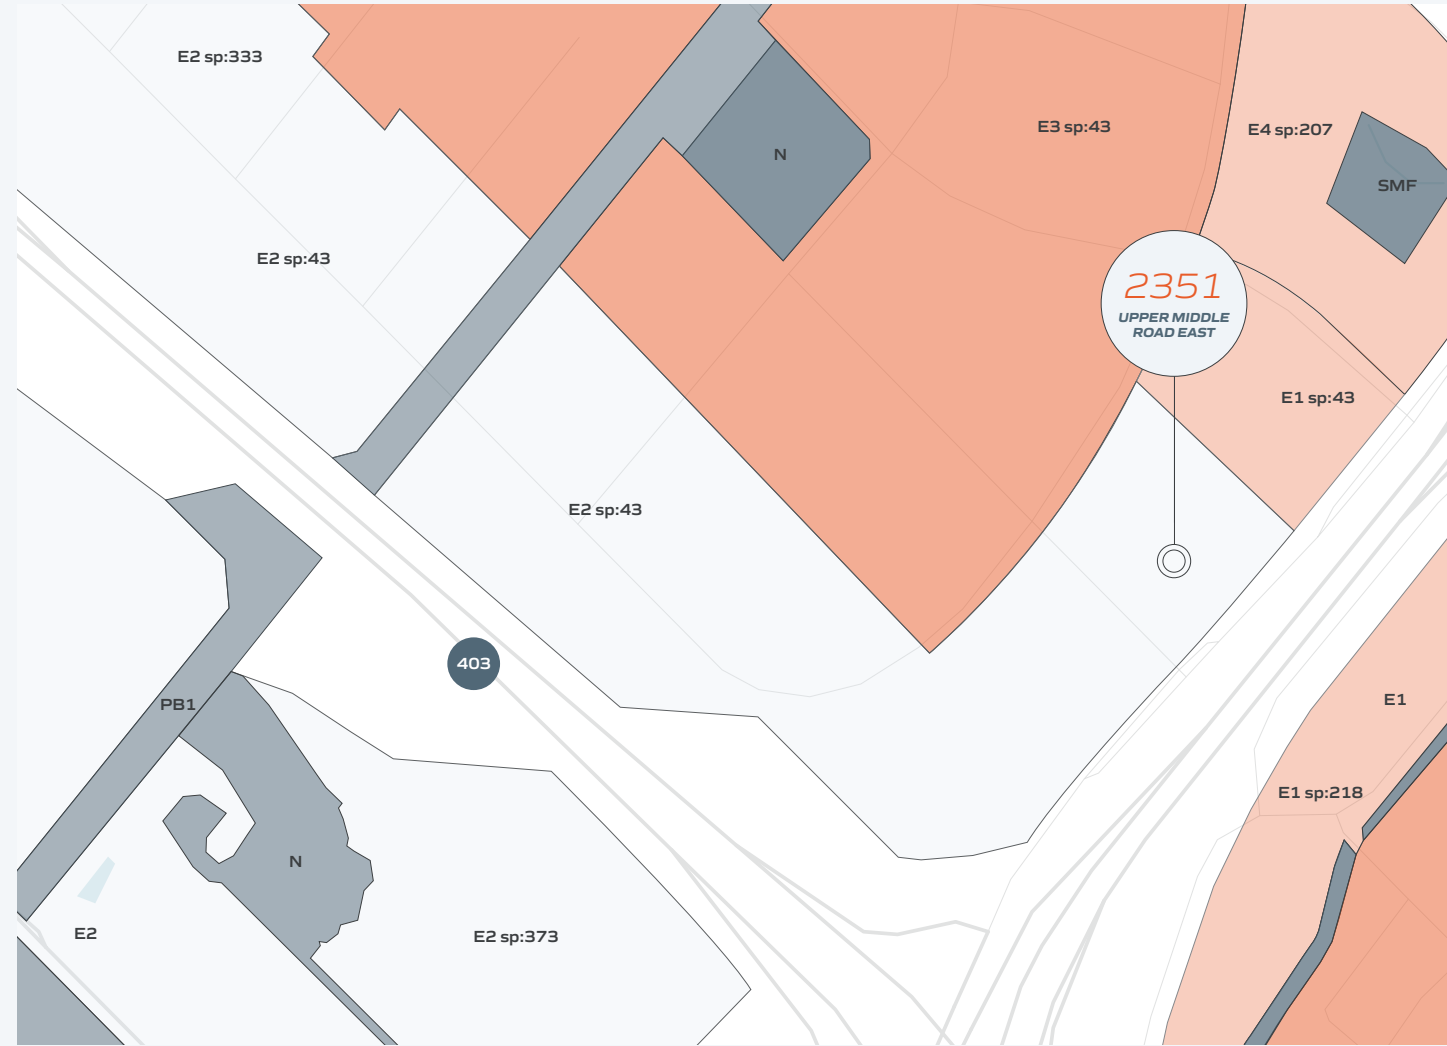 E2 sp:333
E3 sp:43
E4 sp:207
N
SMF
E2 sp:43
2351
UPPER MIDDLE
ROAD EAST
E1 sp:43
E2 sp:43
403
PB1
E1
E1 sp:218
N
E2
E2 sp:373